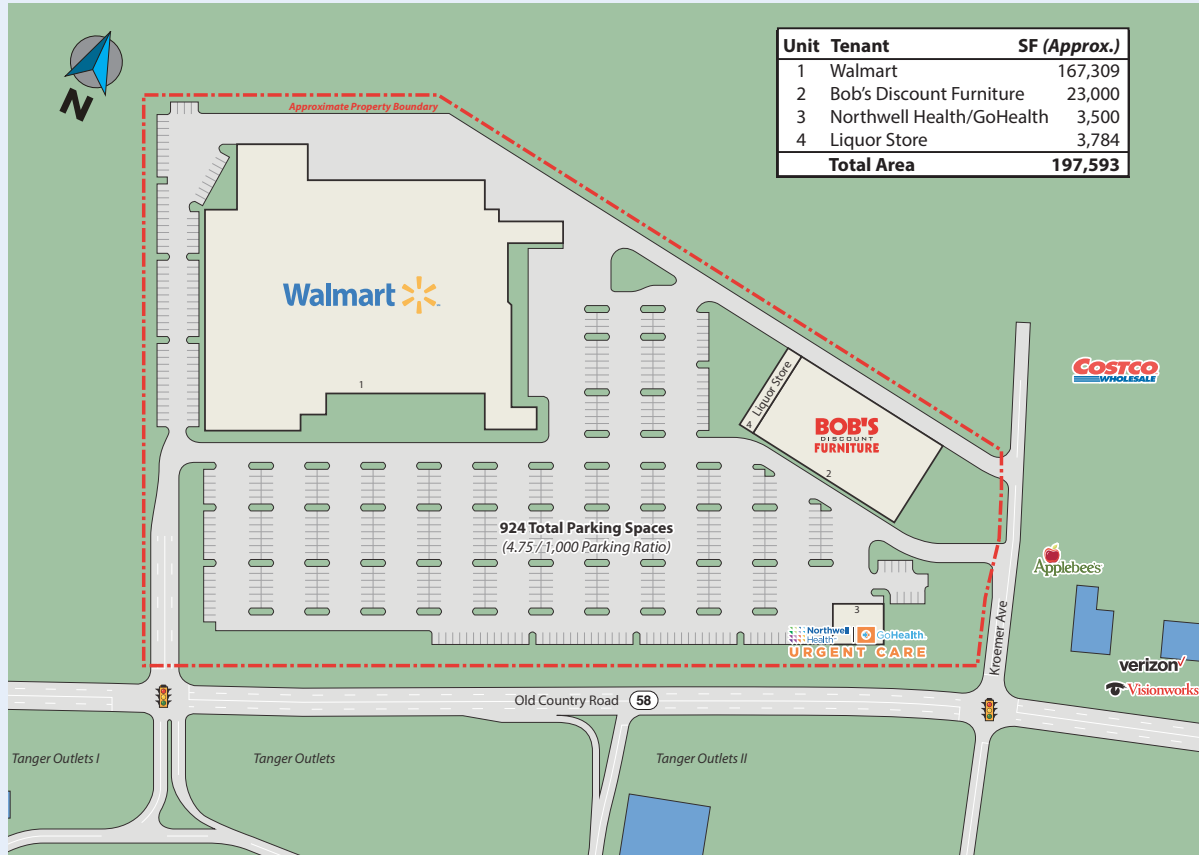 N
Approximate Property Boundary
Unit Tenant SF (Approx.)
1 Walmart 167,309
2 Bob's Discount Furniture 23,000
3 Northwell Health/GoHealth 3,500
4 Liquor Store 3,784
Total Area 197,593
Walmart
1
Liquor Store
4
BOB'S
DISCOUNT
FURNITURE
2
COSTCO
WHOLESALE
924 Total Parking Spaces
(4.75 / 1,000 Parking Ratio)
Applebee's
3
Northwell
Health
GoHealth
URGENT CARE
Kroemer Ave
verizon
Visionworks
Old Country Road 58
Tanger Outlets I
Tanger Outlets
Tanger Outlets II